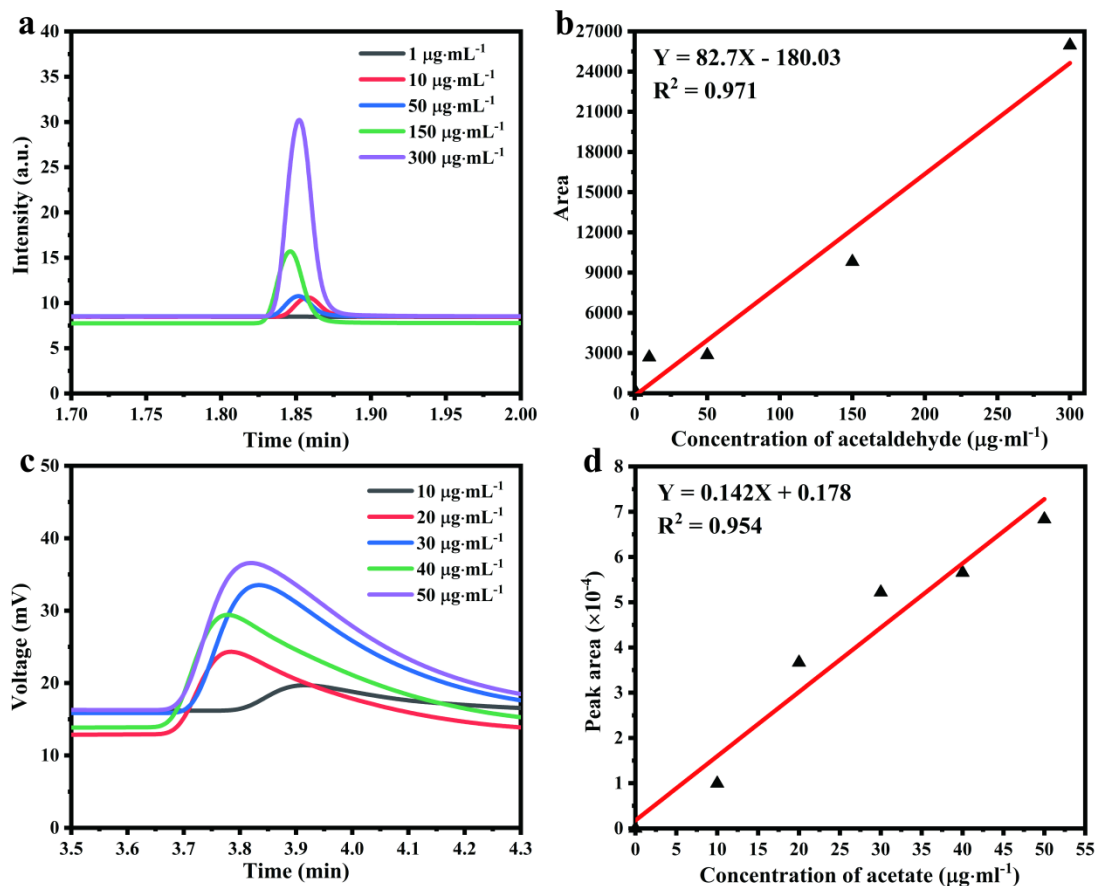 a
40
35
30
25
20
15
10
5
0
Intensity (a.u.)
1 μg·mL⁻¹
10 μg·mL⁻¹
50 μg·mL⁻¹
150 μg·mL⁻¹
300 μg·mL⁻¹
1.70 1.75 1.80 1.85 1.90 1.95 2.00
Time (min)
b
27000
24000
21000
18000
15000
12000
9000
6000
3000
0
Area
Y = 82.7X - 180.03
R² = 0.971
0 50 100 150 200 250 300
Concentration of acetaldehyde (μg·ml⁻¹)
c
50
40
30
20
10
0
Voltage (mV)
10 μg·mL⁻¹
20 μg·mL⁻¹
30 μg·mL⁻¹
40 μg·mL⁻¹
50 μg·mL⁻¹
3.5 3.6 3.7 3.8 3.9 4.0 4.1 4.2 4.3
Time (min)
d
8
7
6
5
4
3
2
1
0
Peak area (×10⁻⁴)
Y = 0.142X + 0.178
R² = 0.954
0 5 10 15 20 25 30 35 40 45 50 55
Concentration of acetate (μg·ml⁻¹)